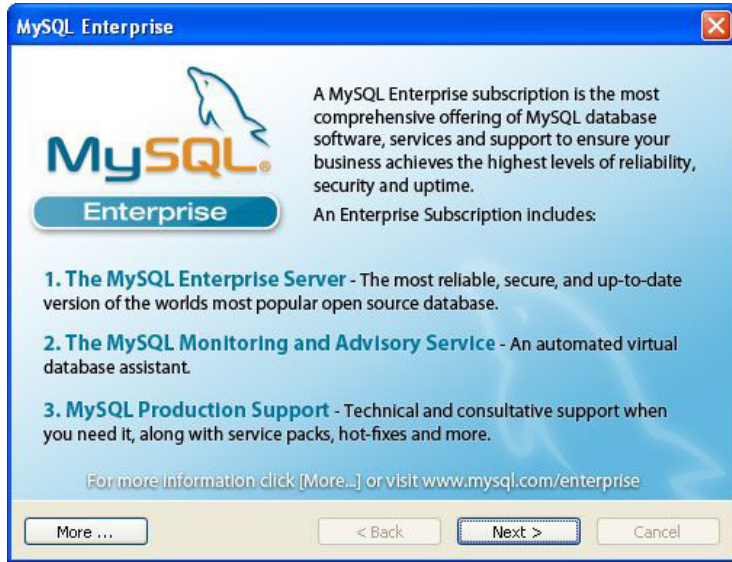 MySQL Enterprise
A MySQL Enterprise subscription is the most
comprehensive offering of MySQL database
software, services and support to ensure your
business achieves the highest levels of reliability,
security and uptime.
MySQL®
Enterprise
An Enterprise Subscription includes:
1. The MySQL Enterprise Server - The most reliable, secure, and up-to-date
version of the worlds most popular open source database.
2. The MySQL Monitoring and Advisory Service - An automated virtual
database assistant.
3. MySQL Production Support - Technical and consultative support when
you need it, along with service packs, hot-fixes and more.
For more information click [More...] or visit www.mysql.com/enterprise
More ...
< Back
Next >
Cancel